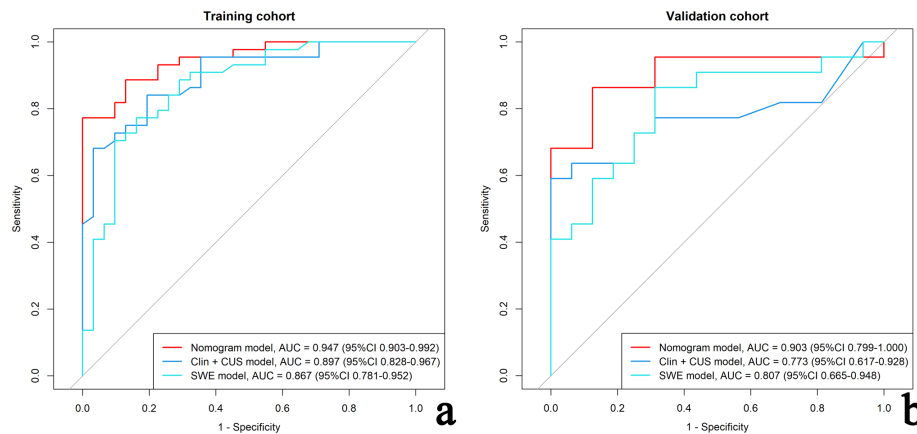 Training cohort
1.0
0.8
0.6
0.4
0.2
0.0
Sensitivity
Nomogram model, AUC = 0.947 (95%CI 0.903-0.992)
Clin + CUS model, AUC = 0.897 (95%CI 0.828-0.967)
SWE model, AUC = 0.867 (95%CI 0.781-0.952)
0.0 0.2 0.4 0.6 0.8 1.0
1 - Specificity
a
Validation cohort
1.0
0.8
0.6
0.4
0.2
0.0
Sensitivity
Nomogram model, AUC = 0.903 (95%CI 0.799-1.000)
Clin + CUS model, AUC = 0.773 (95%CI 0.617-0.928)
SWE model, AUC = 0.807 (95%CI 0.665-0.948)
0.0 0.2 0.4 0.6 0.8 1.0
1 - Specificity
b